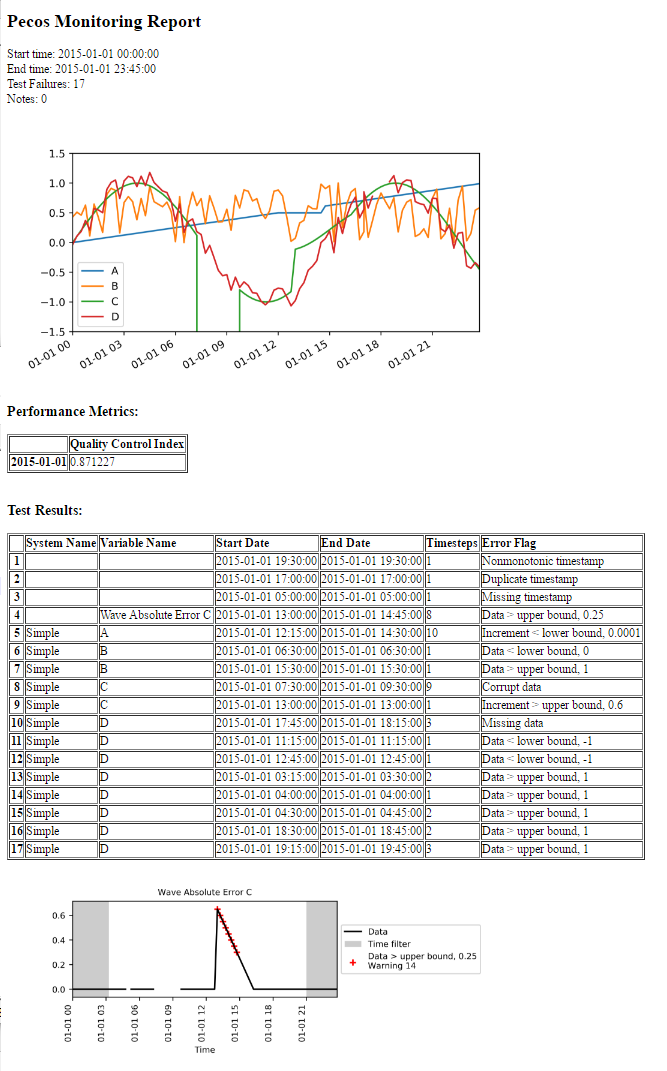 Pecos Monitoring Report
Start time: 2015-01-01 00:00:00
End time: 2015-01-01 23:45:00
Test Failures: 17
Notes: 0
1.5
1.0
0.5
0.0
−0.5
−1.0
−1.5
A
B
C
D
01-01 00
01-01 03
01-01 06
01-01 09
01-01 12
01-01 15
01-01 18
01-01 21
Performance Metrics:
Quality Control Index
2015-01-01 0.871227
Test Results:
System Name Variable Name Start Date End Date Timesteps Error Flag
1 2015-01-01 19:30:00 2015-01-01 19:30:00 1 Nonmonotonic timestamp
2 2015-01-01 17:00:00 2015-01-01 17:00:00 1 Duplicate timestamp
3 2015-01-01 05:00:00 2015-01-01 05:00:00 1 Missing timestamp
4 Wave Absolute Error C 2015-01-01 13:00:00 2015-01-01 14:45:00 8 Data > upper bound, 0.25
5 Simple A 2015-01-01 12:15:00 2015-01-01 14:30:00 10 Increment < lower bound, 0.0001
6 Simple B 2015-01-01 06:30:00 2015-01-01 06:30:00 1 Data < lower bound, 0
7 Simple B 2015-01-01 15:30:00 2015-01-01 15:30:00 1 Data > upper bound, 1
8 Simple C 2015-01-01 07:30:00 2015-01-01 09:30:00 9 Corrupt data
9 Simple C 2015-01-01 13:00:00 2015-01-01 13:00:00 1 Increment > upper bound, 0.6
10 Simple D 2015-01-01 17:45:00 2015-01-01 18:15:00 3 Missing data
11 Simple D 2015-01-01 11:15:00 2015-01-01 11:15:00 1 Data < lower bound, -1
12 Simple D 2015-01-01 12:45:00 2015-01-01 12:45:00 1 Data < lower bound, -1
13 Simple D 2015-01-01 03:15:00 2015-01-01 03:30:00 2 Data > upper bound, 1
14 Simple D 2015-01-01 04:00:00 2015-01-01 04:00:00 1 Data > upper bound, 1
15 Simple D 2015-01-01 04:30:00 2015-01-01 04:45:00 2 Data > upper bound, 1
16 Simple D 2015-01-01 18:30:00 2015-01-01 18:45:00 2 Data > upper bound, 1
17 Simple D 2015-01-01 19:15:00 2015-01-01 19:45:00 3 Data > upper bound, 1
Wave Absolute Error C
0.6
0.4
0.2
0.0
01-01 00
01-01 03
01-01 06
01-01 09
01-01 12
01-01 15
01-01 18
01-01 21
Time
Data
Time filter
Data > upper bound, 0.25
Warning 14